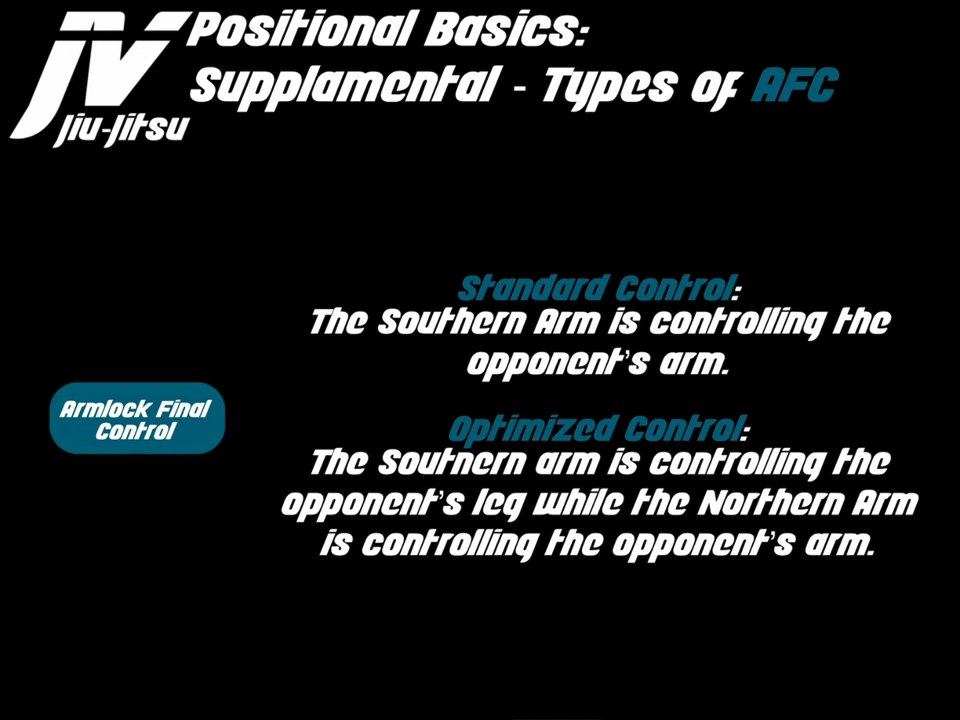 JV
Jiu-Jitsu
Positional Basics:
Supplamental - Types of AFC
Standard Control:
The Southern Arm is controlling the
opponent's arm.
Armlock Final
Control
Optimized Control:
The Soutnern arm is controlling the
opponent's leg while the Northern Arm
is controlling the opponent's arm.